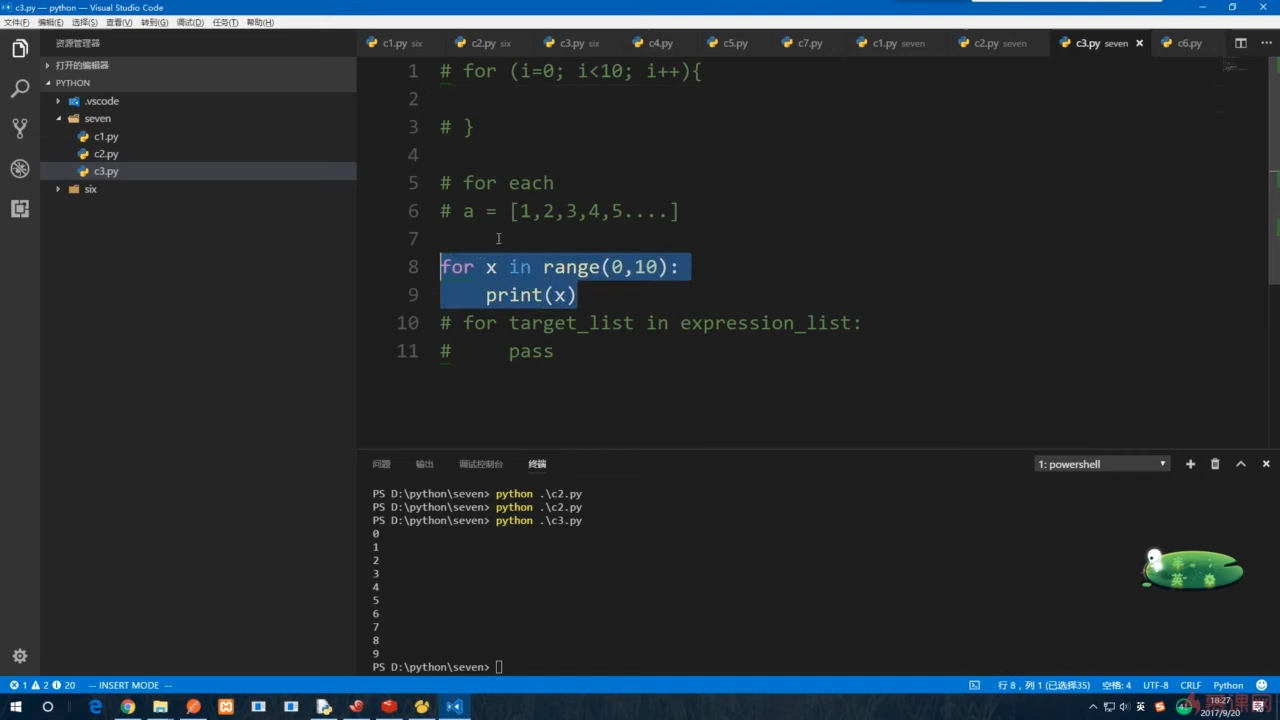 c3.py — python — Visual Studio Code
文件(F) 编辑(E) 选择(S) 查看(V) 转到(G) 调试(D) 任务(T) 帮助(H)
资源管理器
c1.py six c2.py six c3.py six c4.py c5.py c7.py c1.py seven c2.py seven c3.py seven c6.py
打开的编辑器
PYTHON
.vscode
seven
c1.py
c2.py
c3.py
six
1 # for (i=0; i<10; i++){
2
3 # }
4
5 # for each
6 # a = [1,2,3,4,5....]
7
8 for x in range(0,10):
9     print(x)
10 # for target_list in expression_list:
11 #     pass
问题 输出 调试控制台 终端 1: powershell
PS D:\python\seven> python .\c2.py
PS D:\python\seven> python .\c2.py
PS D:\python\seven> python .\c3.py
0
1
2
3
4
5
6
7
8
9
PS D:\python\seven>
半
英
1 2 20 -- INSERT MODE -- 行 8，列 1 (已选择35) 空格: 4 UTF-8 CRLF Python
英 18:27
2017/9/20